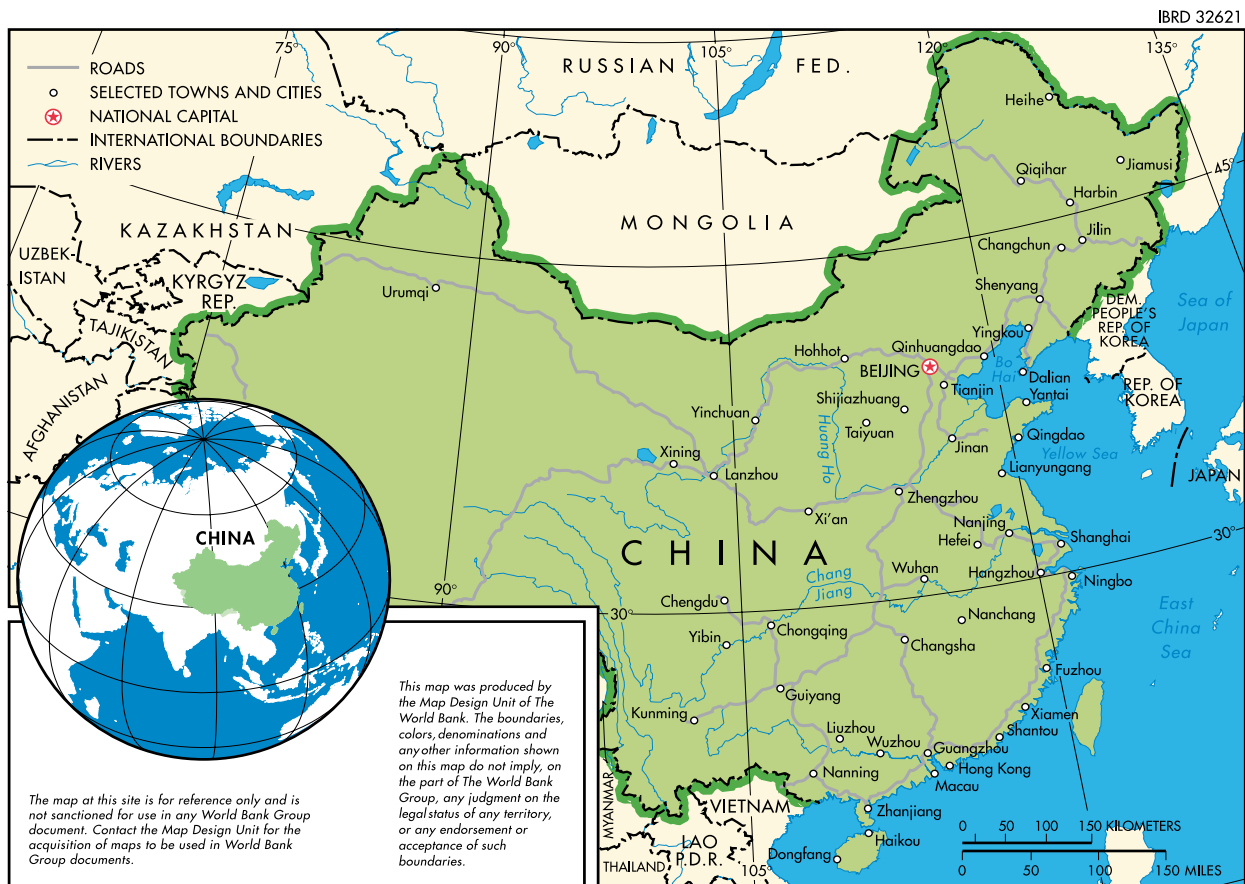 IBRD 32621
75°
90°
105°
120°
135°
ROADS
SELECTED TOWNS AND CITIES
NATIONAL CAPITAL
INTERNATIONAL BOUNDARIES
RIVERS
RUSSIAN FED.
Heihe
Jiamusi
45°
Qiqihar
Harbin
MONGOLIA
KAZAKHSTAN
Jilin
Changchun
UZBEK-
ISTAN
KYRGYZ
REP.
Urumqi
Shenyang
DEM.
PEOPLE'S
REP. OF
KOREA
Sea of
Japan
TAJIKISTAN
Yingkou
Hohhot
Qinhuangdao
BEIJING
Bo
Hai
Dalian
Tianjin
Yantai
REP. OF
KOREA
AFGHANISTAN
Shijiazhuang
Yinchuan
Huang Ho
Taiyuan
Jinan
Qingdao
Yellow Sea
Xining
Lanzhou
Lianyungang
JAPAN
Zhengzhou
Xi'an
Nanjing
Hefei
Shanghai
30°
CHINA
CHINA
Wuhan
Hangzhou
Ningbo
Chang
Jiang
90°
30°
Chengdu
Nanchang
East
China
Sea
Chongqing
Yibin
Changsha
Fuzhou
Guiyang
Kunming
Xiamen
Liuzhou
Shantou
Wuzhou
Guangzhou
Hong Kong
Nanning
Macau
MYANMAR
VIETNAM
Zhanjiang
LAO
P.D.R.
Haikou
THAILAND
Dongfang
105°
0 50 100 150 KILOMETERS
0 50 100 150 MILES
This map was produced by
the Map Design Unit of The
World Bank. The boundaries,
colors, denominations and
any other information shown
on this map do not imply, on
the part of The World Bank
Group, any judgment on the
legal status of any territory,
or any endorsement or
acceptance of such
boundaries.
The map at this site is for reference only and is
not sanctioned for use in any World Bank Group
document. Contact the Map Design Unit for the
acquisition of maps to be used in World Bank
Group documents.